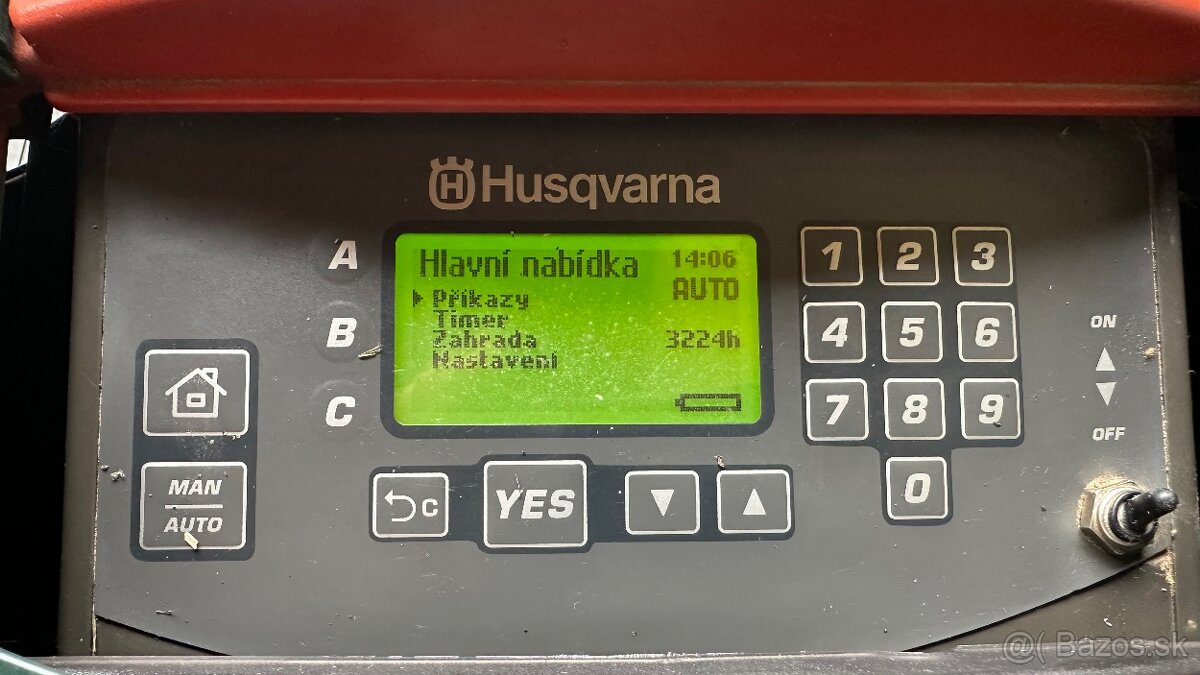 Husqvarna
A
B
C
Hlavní nabídka 14:06
AUTO
Příkazy
Timer
Zahrada 3224h
Nastavení
1 2 3
4 5 6
7 8 9
0
ON
OFF
MAN
AUTO
C
YES
@( Bazos.sk